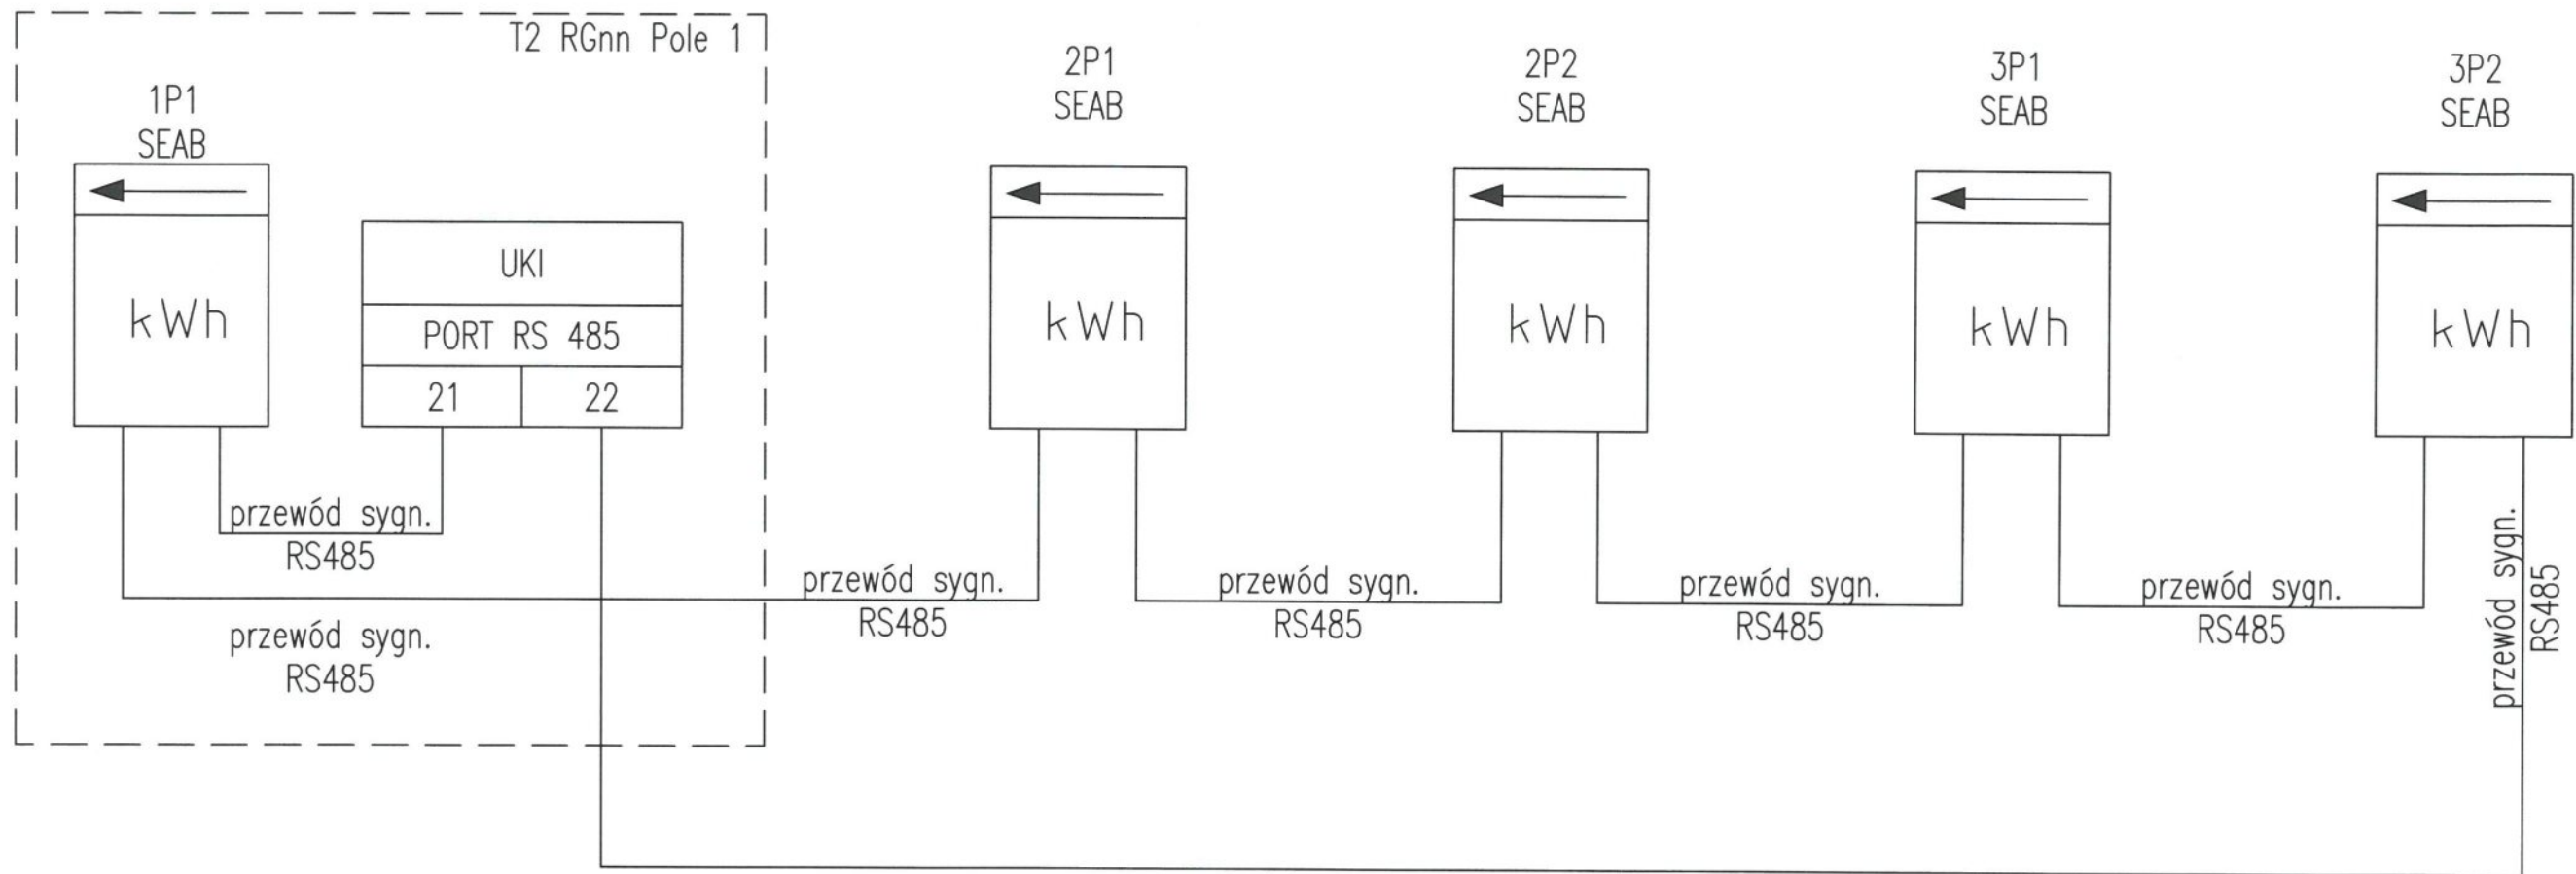 T2 RGnn Pole 1
1P1
SEAB
kWh
UKI
PORT RS 485
21
22
przewód sygn.
RS485
przewód sygn.
RS485
2P1
SEAB
kWh
przewód sygn.
RS485
2P2
SEAB
kWh
przewód sygn.
RS485
3P1
SEAB
kWh
przewód sygn.
RS485
3P2
SEAB
kWh
przewód sygn.
RS485
przewód sygn.
RS485